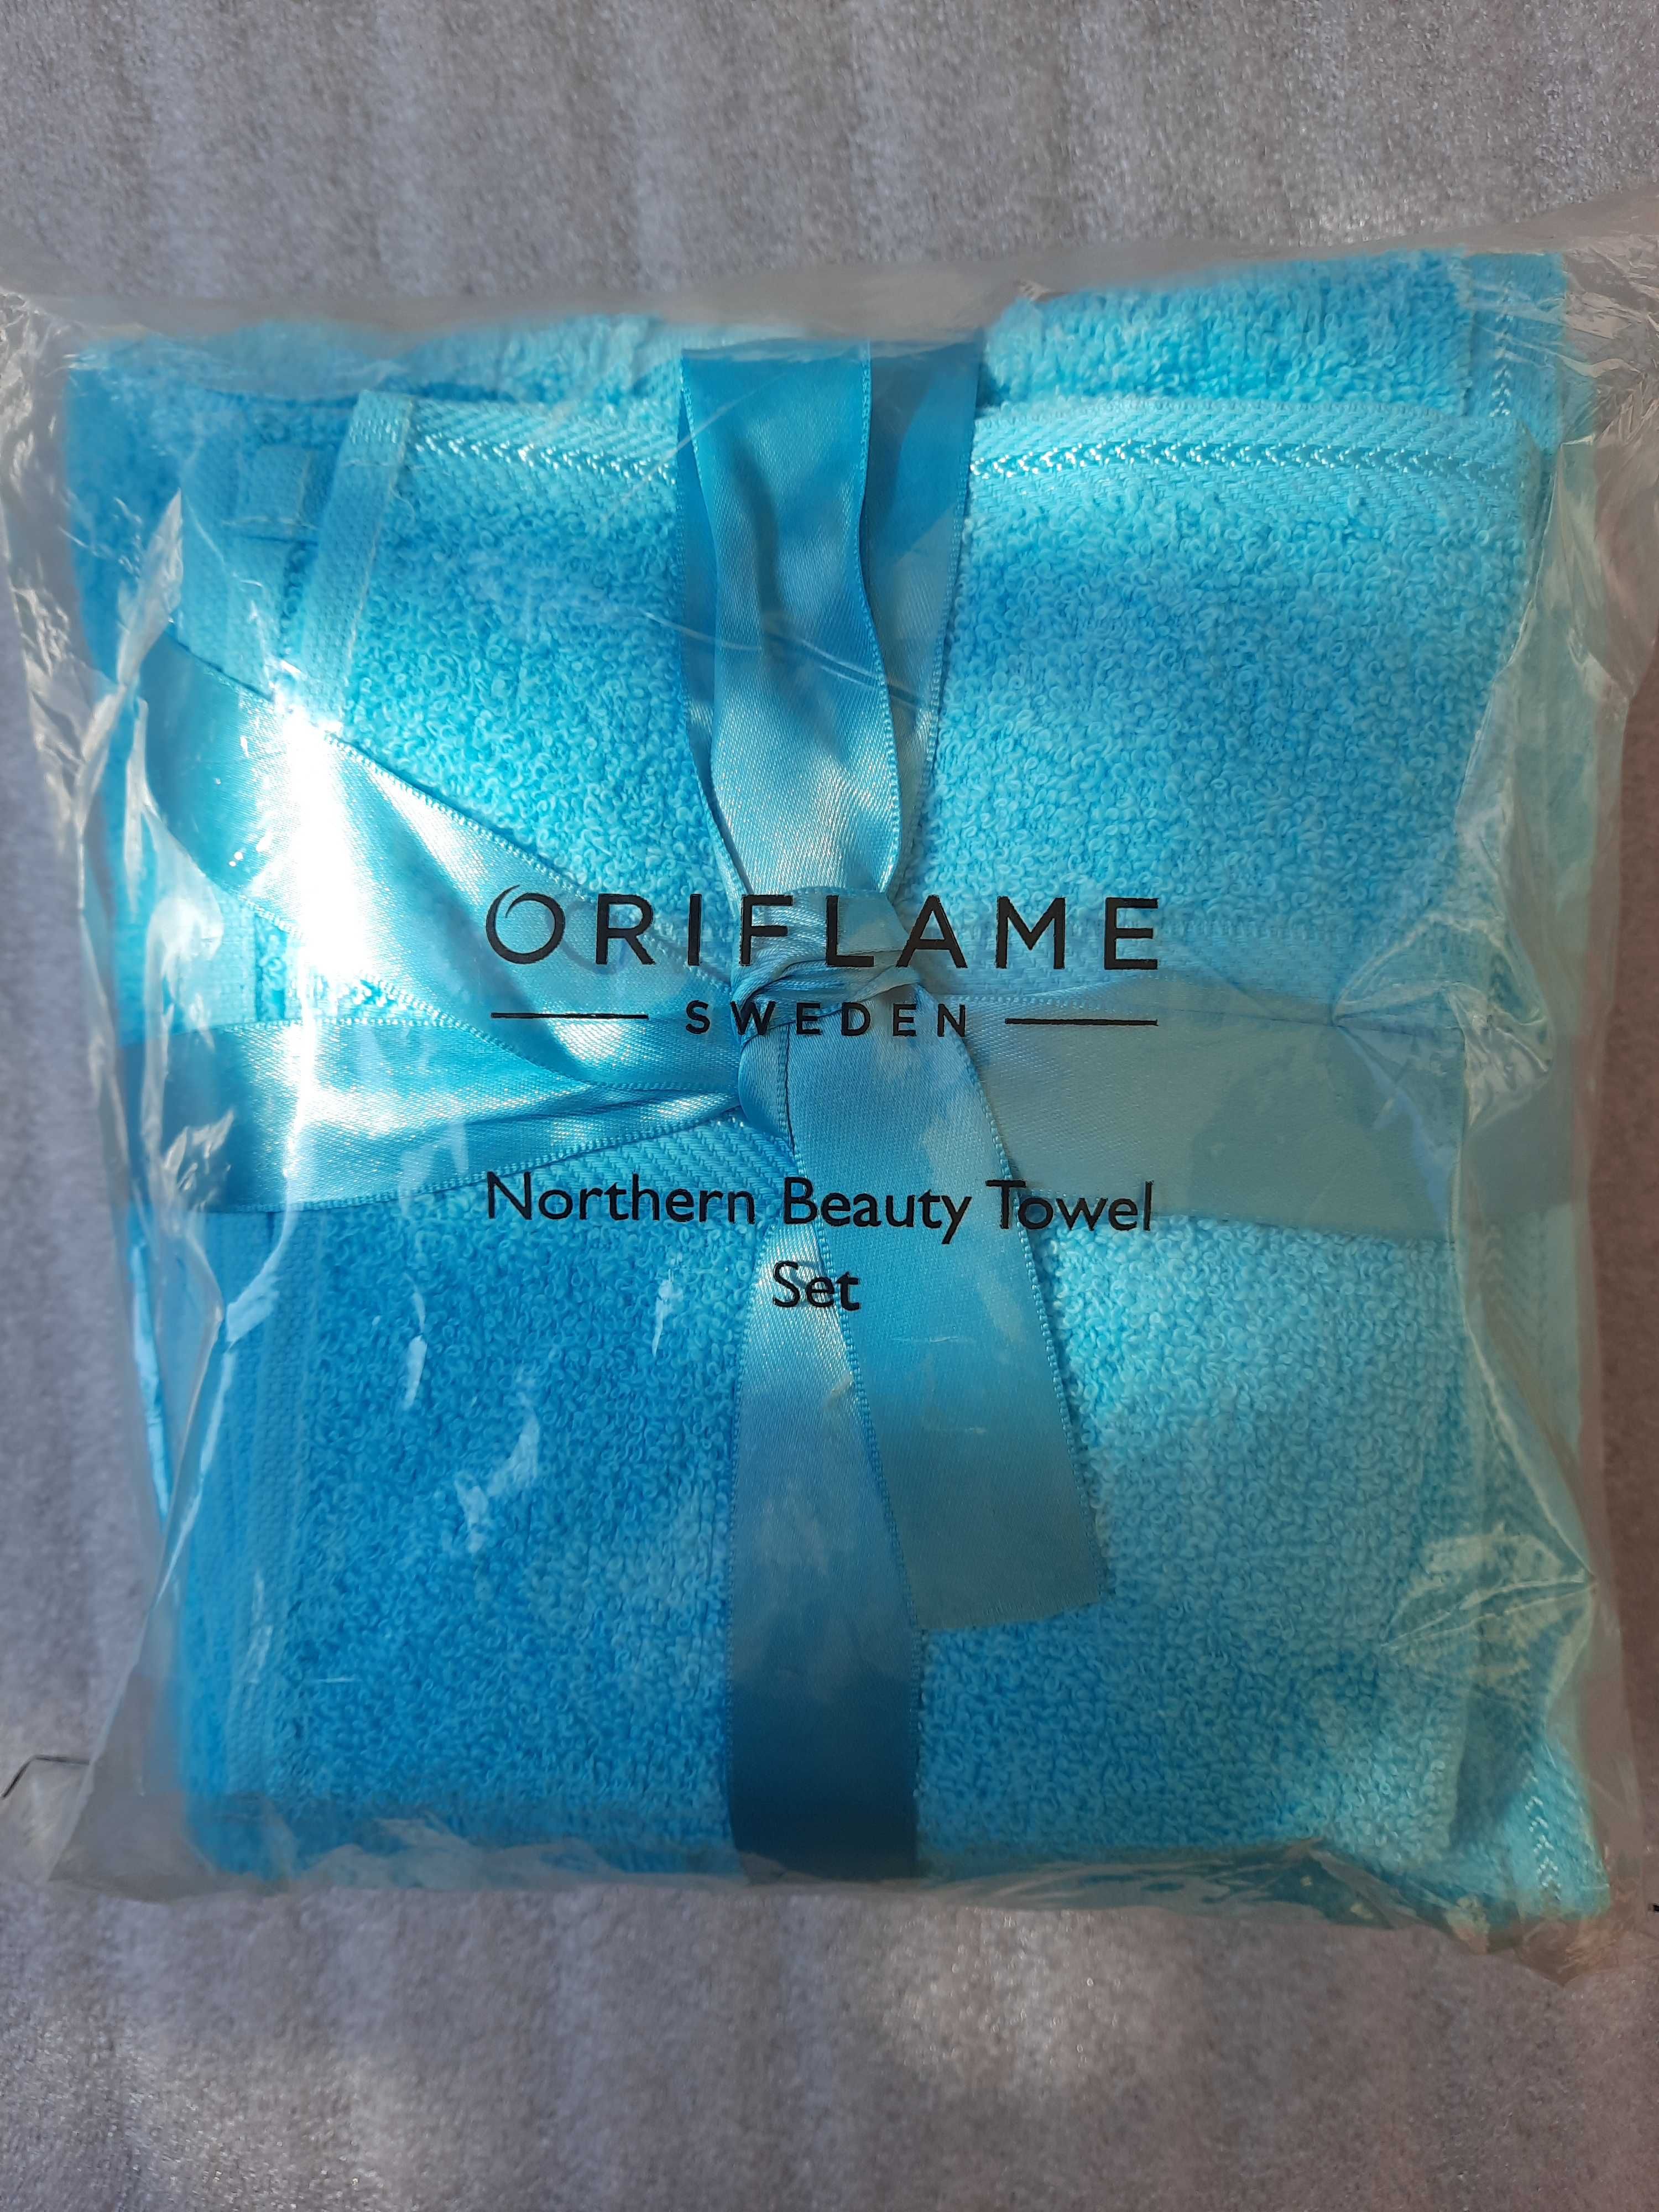 ORIFLAME
SWEDEN
Northern Beauty Towel
Set